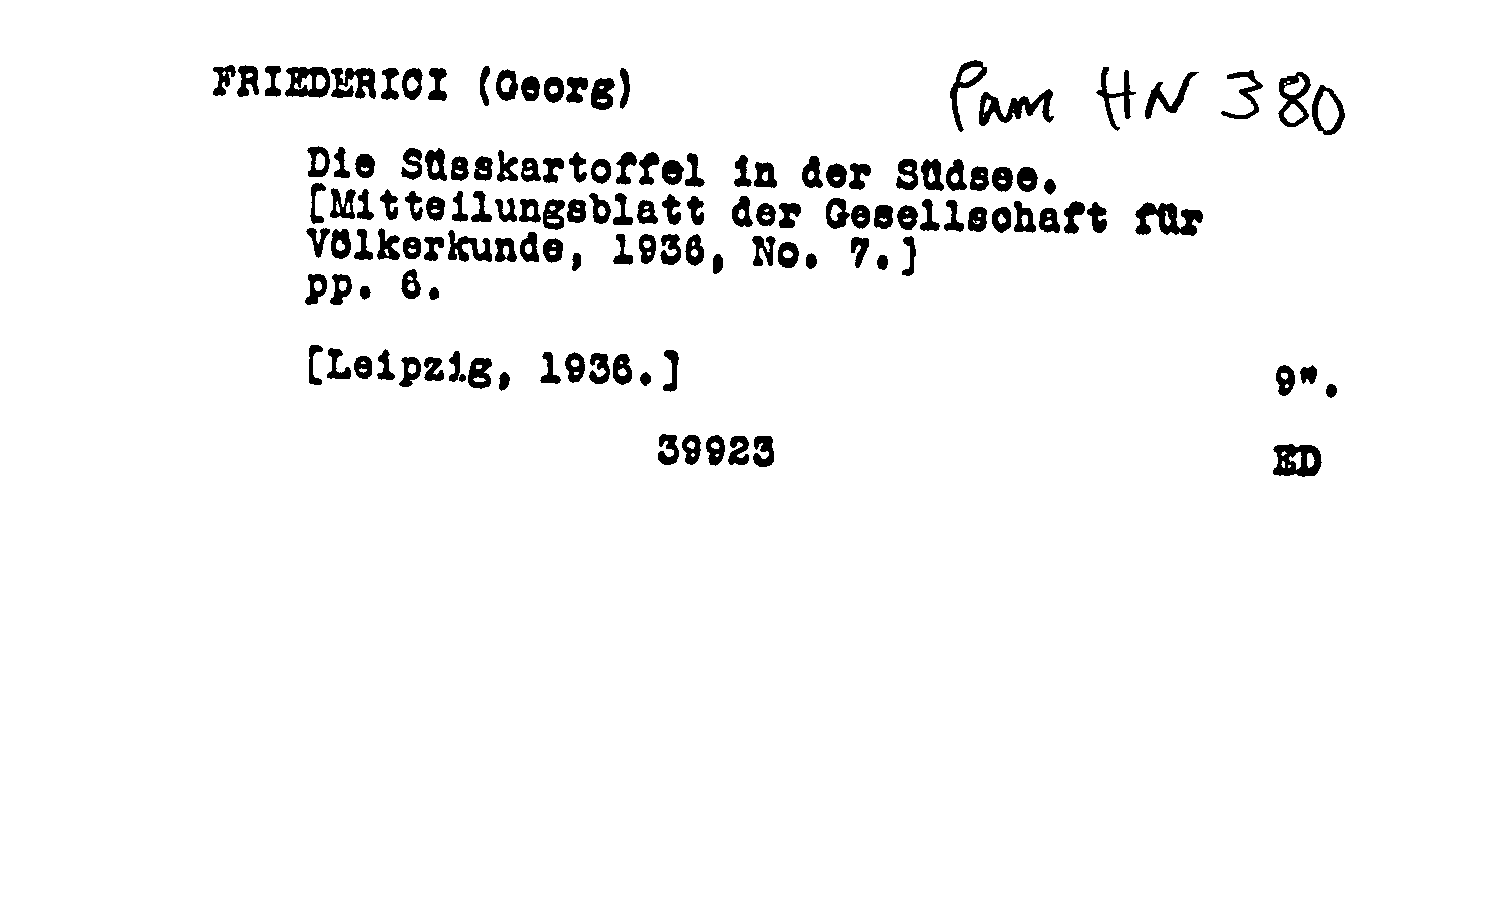 FRIEDERICI (Georg)
Pam HN 380
Die Süsskartoffel in der Südsee.
[Mitteilungsblatt der Gesellschaft für
Völkerkunde, 1936, No. 7.]
pp. 6.
[Leipzig, 1936.]
9".
39923
ED